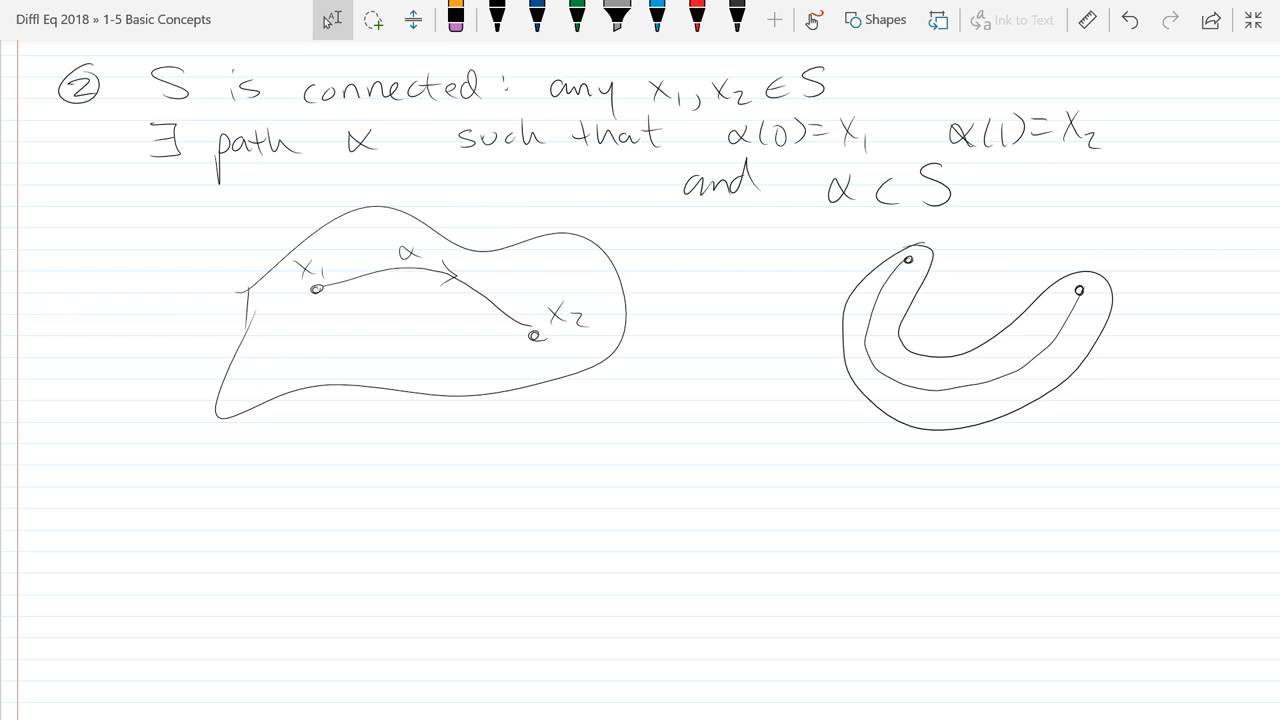 Diffl Eq 2018 » 1-5 Basic Concepts
Shapes
Ink to Text
② S is connected: any x₁, x₂ ∈ S
∃ path α such that α(0)=x₁ α(1)=x₂
and α ⊂ S
α
x₁
x₂